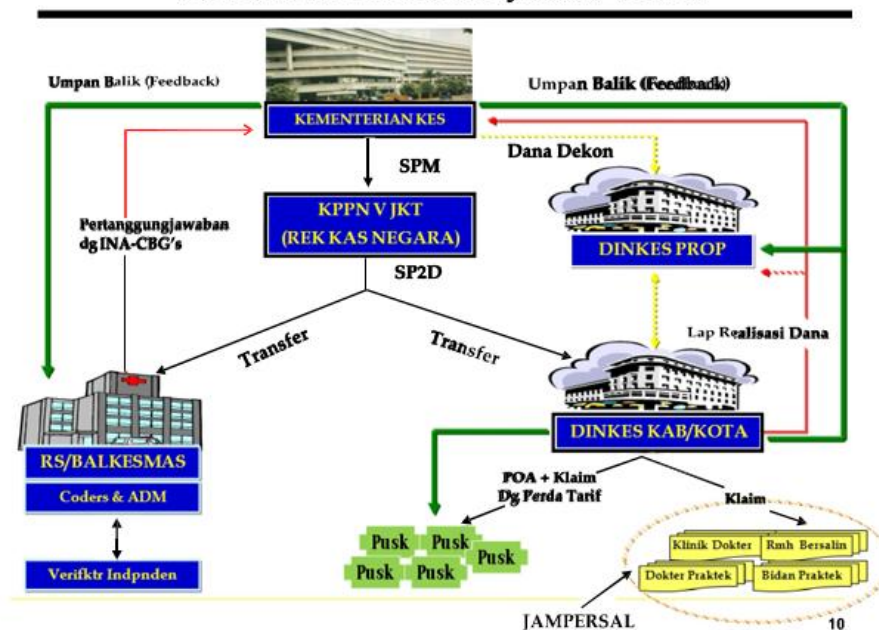 Umpan Balik (Feedback)
Umpan Balik (Feedback)
KEMENTERIAN KES
Dana Dekon
SPM
KPPN V JKT
(REK KAS NEGARA)
Pertanggungjawaban
dg INA-CBG's
DINKES PROP
SP2D
Lap Realisasi Dana
Transfer
Transfer
DINKES KAB/KOTA
RS/BALKESMAS
Coders & ADM
POA + Klaim
Dg Perda Tarif
Klaim
Pusk
Pusk
Pusk
Pusk
Pusk
Klinik Dokter
Rmh Bersalin
Dokter Praktek
Bidan Praktek
Verifktr Indpnden
JAMPERSAL
10